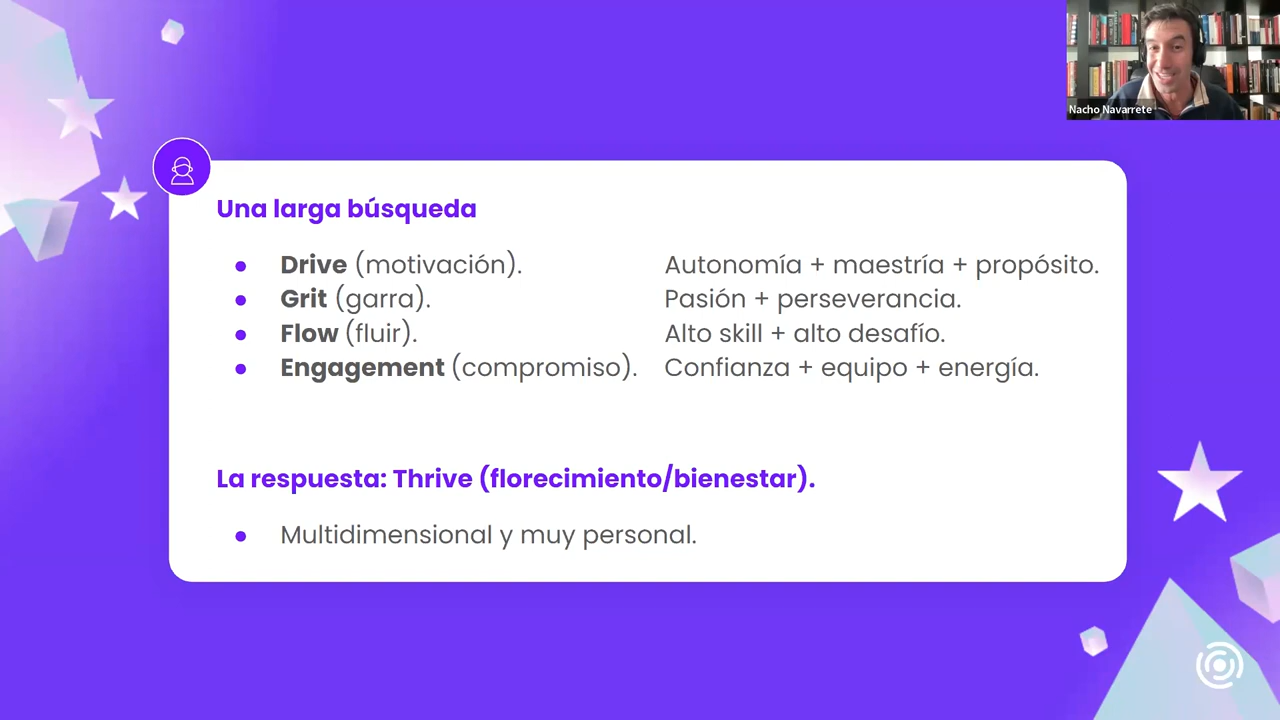 Nacho Navarrete
Una larga búsqueda
● Drive (motivación). Autonomía + maestría + propósito.
● Grit (garra). Pasión + perseverancia.
● Flow (fluir). Alto skill + alto desafío.
● Engagement (compromiso). Confianza + equipo + energía.
La respuesta: Thrive (florecimiento/bienestar).
● Multidimensional y muy personal.